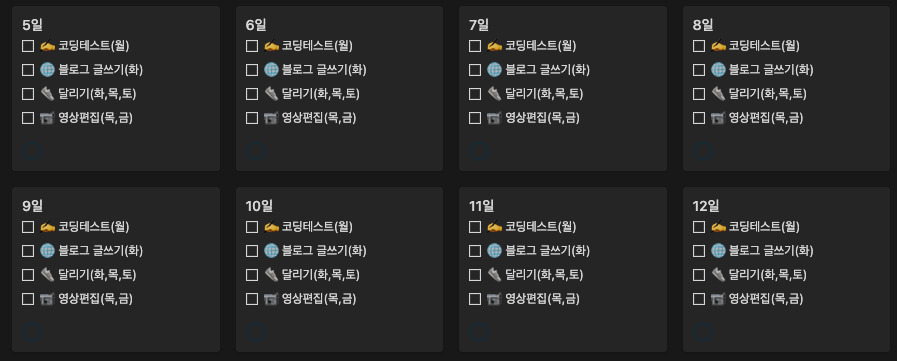 5일
✍️ 코딩테스트(월)
🌐 블로그 글쓰기(화)
👟 달리기(화,목,토)
📹 영상편집(목,금)
6일
✍️ 코딩테스트(월)
🌐 블로그 글쓰기(화)
👟 달리기(화,목,토)
📹 영상편집(목,금)
7일
✍️ 코딩테스트(월)
🌐 블로그 글쓰기(화)
👟 달리기(화,목,토)
📹 영상편집(목,금)
8일
✍️ 코딩테스트(월)
🌐 블로그 글쓰기(화)
👟 달리기(화,목,토)
📹 영상편집(목,금)
9일
✍️ 코딩테스트(월)
🌐 블로그 글쓰기(화)
👟 달리기(화,목,토)
📹 영상편집(목,금)
10일
✍️ 코딩테스트(월)
🌐 블로그 글쓰기(화)
👟 달리기(화,목,토)
📹 영상편집(목,금)
11일
✍️ 코딩테스트(월)
🌐 블로그 글쓰기(화)
👟 달리기(화,목,토)
📹 영상편집(목,금)
12일
✍️ 코딩테스트(월)
🌐 블로그 글쓰기(화)
👟 달리기(화,목,토)
📹 영상편집(목,금)